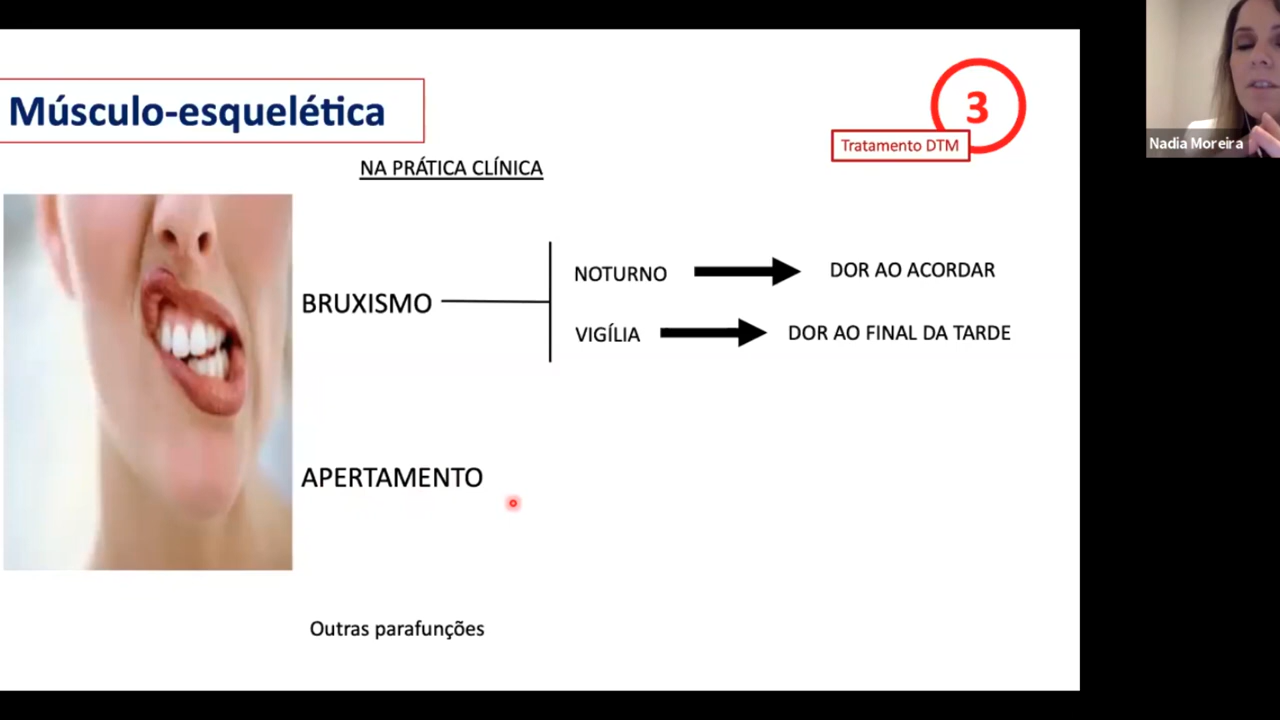 Músculo-esquelética
3
Tratamento DTM
NA PRÁTICA CLÍNICA
BRUXISMO
NOTURNO
DOR AO ACORDAR
VIGÍLIA
DOR AO FINAL DA TARDE
APERTAMENTO
Outras parafunções
Nadia Moreira